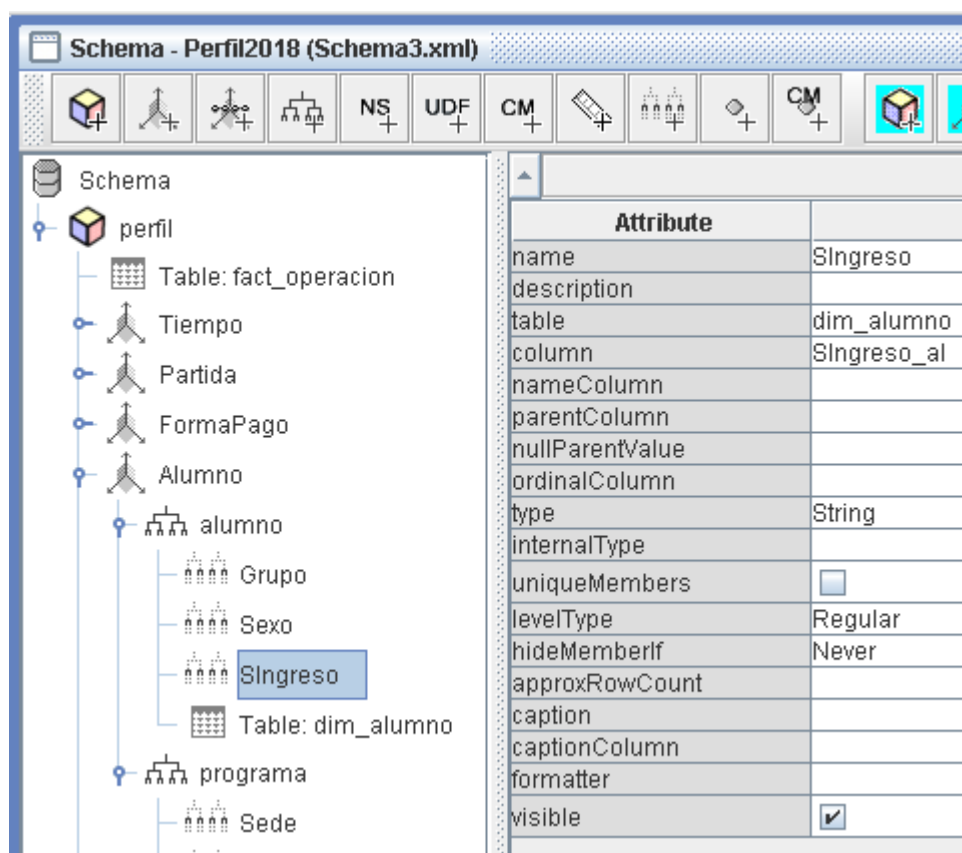 Schema - Perfil2018 (Schema3.xml)
NS UDF CM CM
Schema
perfil
Table: fact_operacion
Tiempo
Partida
FormaPago
Alumno
alumno
Grupo
Sexo
SIngreso
Table: dim_alumno
programa
Sede
Attribute
name SIngreso
description
table dim_alumno
column SIngreso_al
nameColumn
parentColumn
nullParentValue
ordinalColumn
type String
internalType
uniqueMembers
levelType Regular
hideMemberIf Never
approxRowCount
caption
captionColumn
formatter
visible